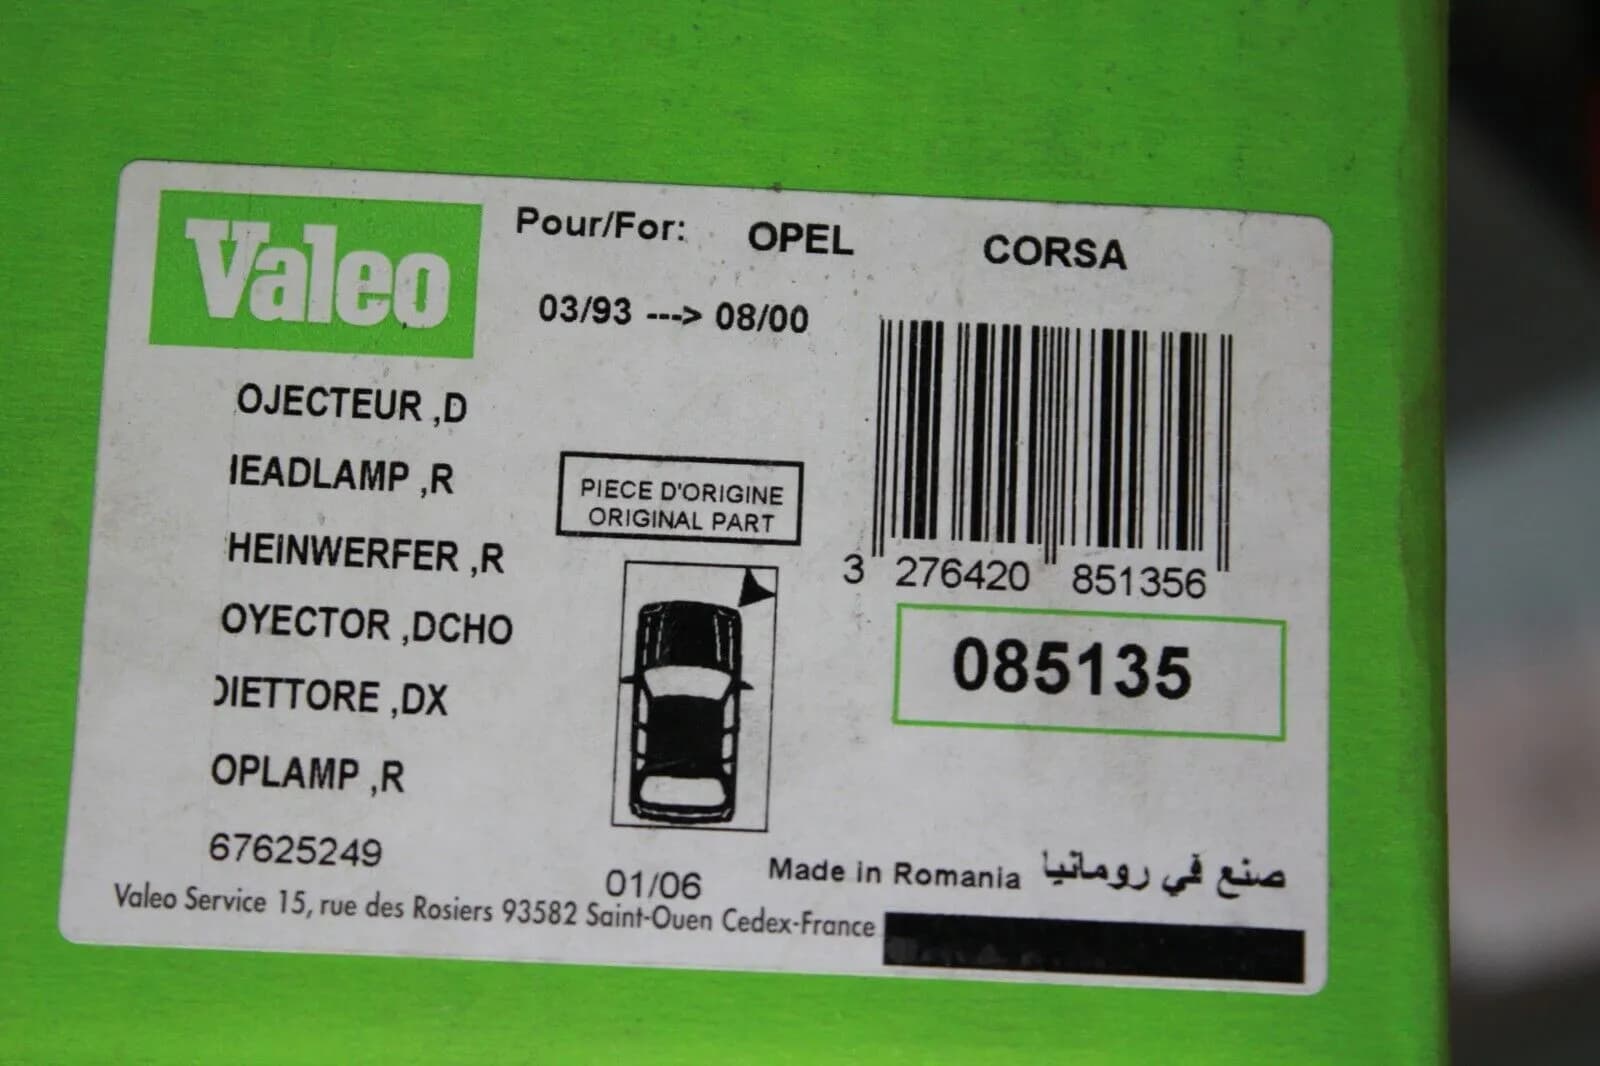 Valeo
Pour/For: OPEL CORSA
03/93 ---> 08/00
OJECTEUR ,D
IEADLAMP ,R
HEINWERFER ,R
OYECTOR ,DCHO
DIETTORE ,DX
OPLAMP ,R
67625249
PIECE D'ORIGINE
ORIGINAL PART
3 276420 851356
085135
01/06
Made in Romania صنع في رومانيا
Valeo Service 15, rue des Rosiers 93582 Saint-Ouen Cedex-France